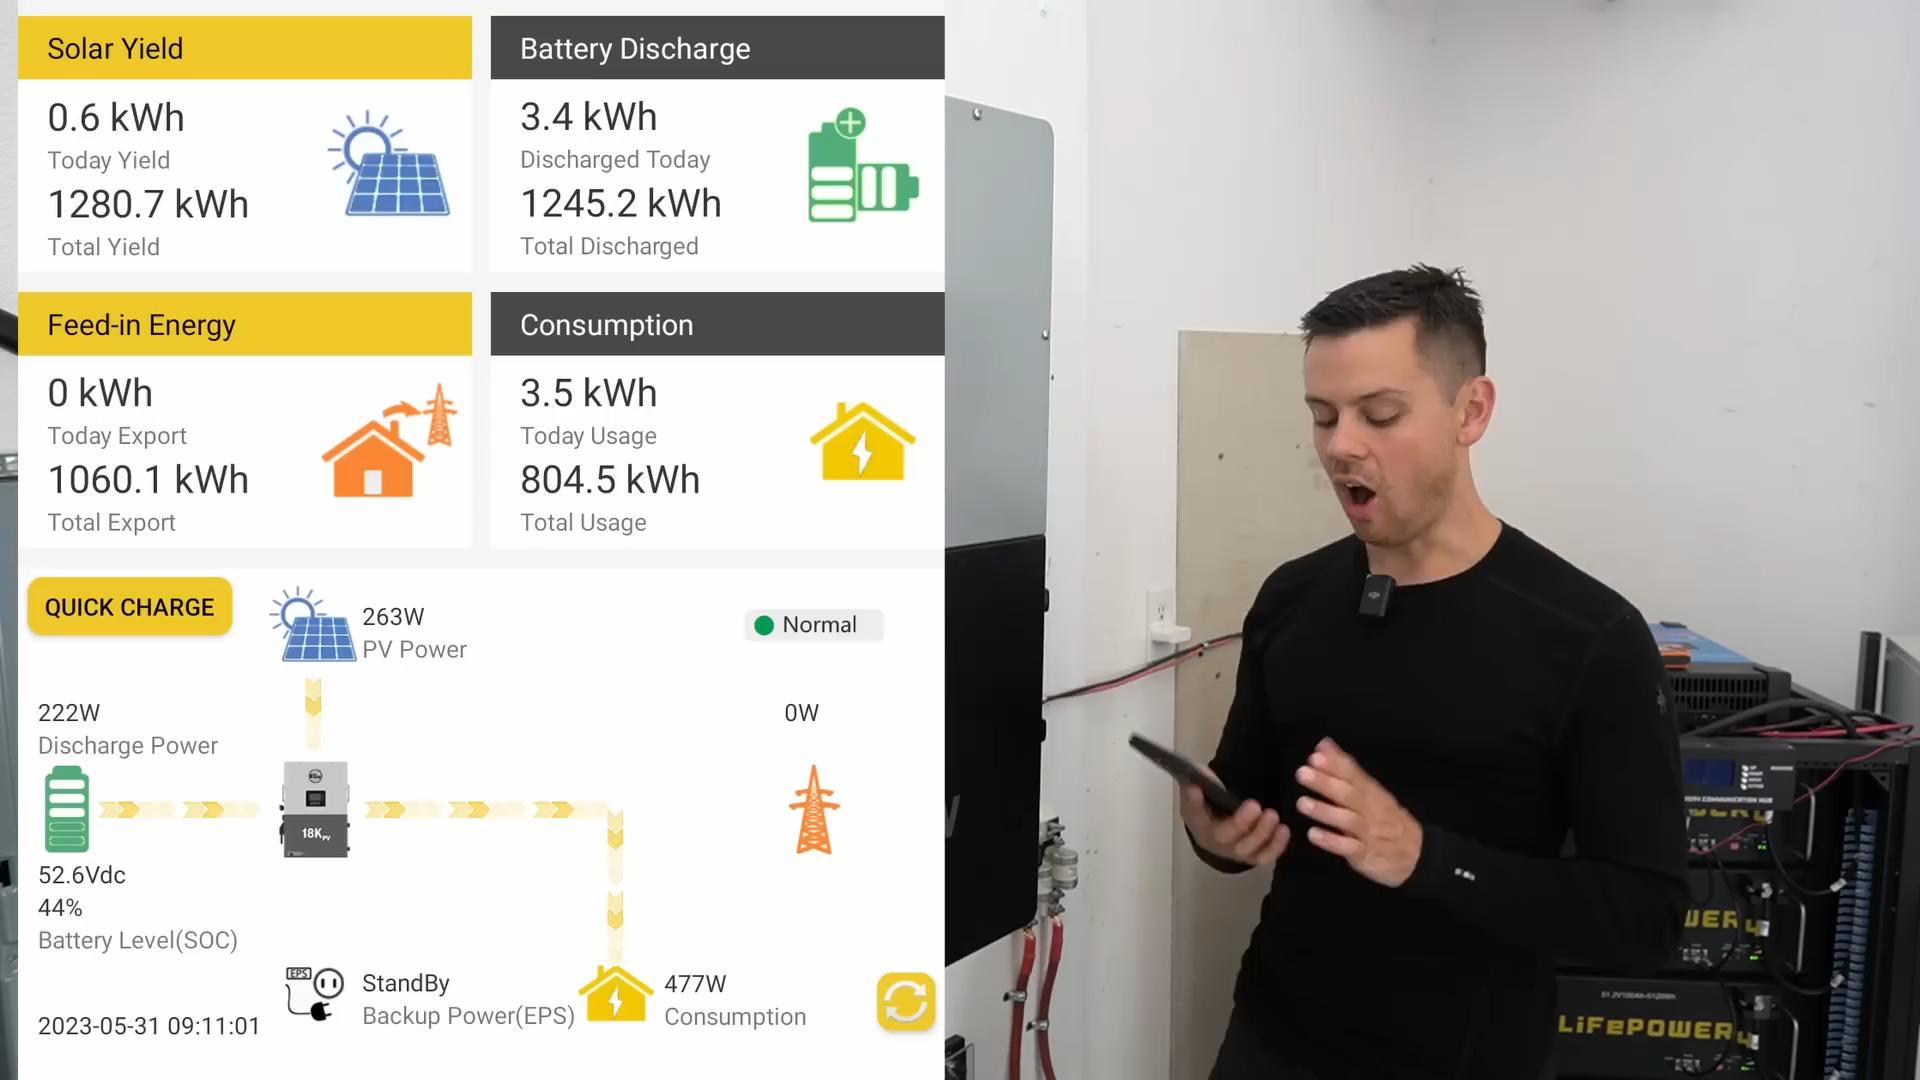 Solar Yield
0.6 kWh
Today Yield
1280.7 kWh
Total Yield
Battery Discharge
3.4 kWh
Discharged Today
1245.2 kWh
Total Discharged
Feed-in Energy
0 kWh
Today Export
1060.1 kWh
Total Export
Consumption
3.5 kWh
Today Usage
804.5 kWh
Total Usage
QUICK CHARGE
263W
PV Power
Normal
222W
Discharge Power
0W
18KPV
52.6Vdc
44%
Battery Level(SOC)
EPS
StandBy
Backup Power(EPS)
477W
Consumption
2023-05-31 09:11:01
LiFePOWER4